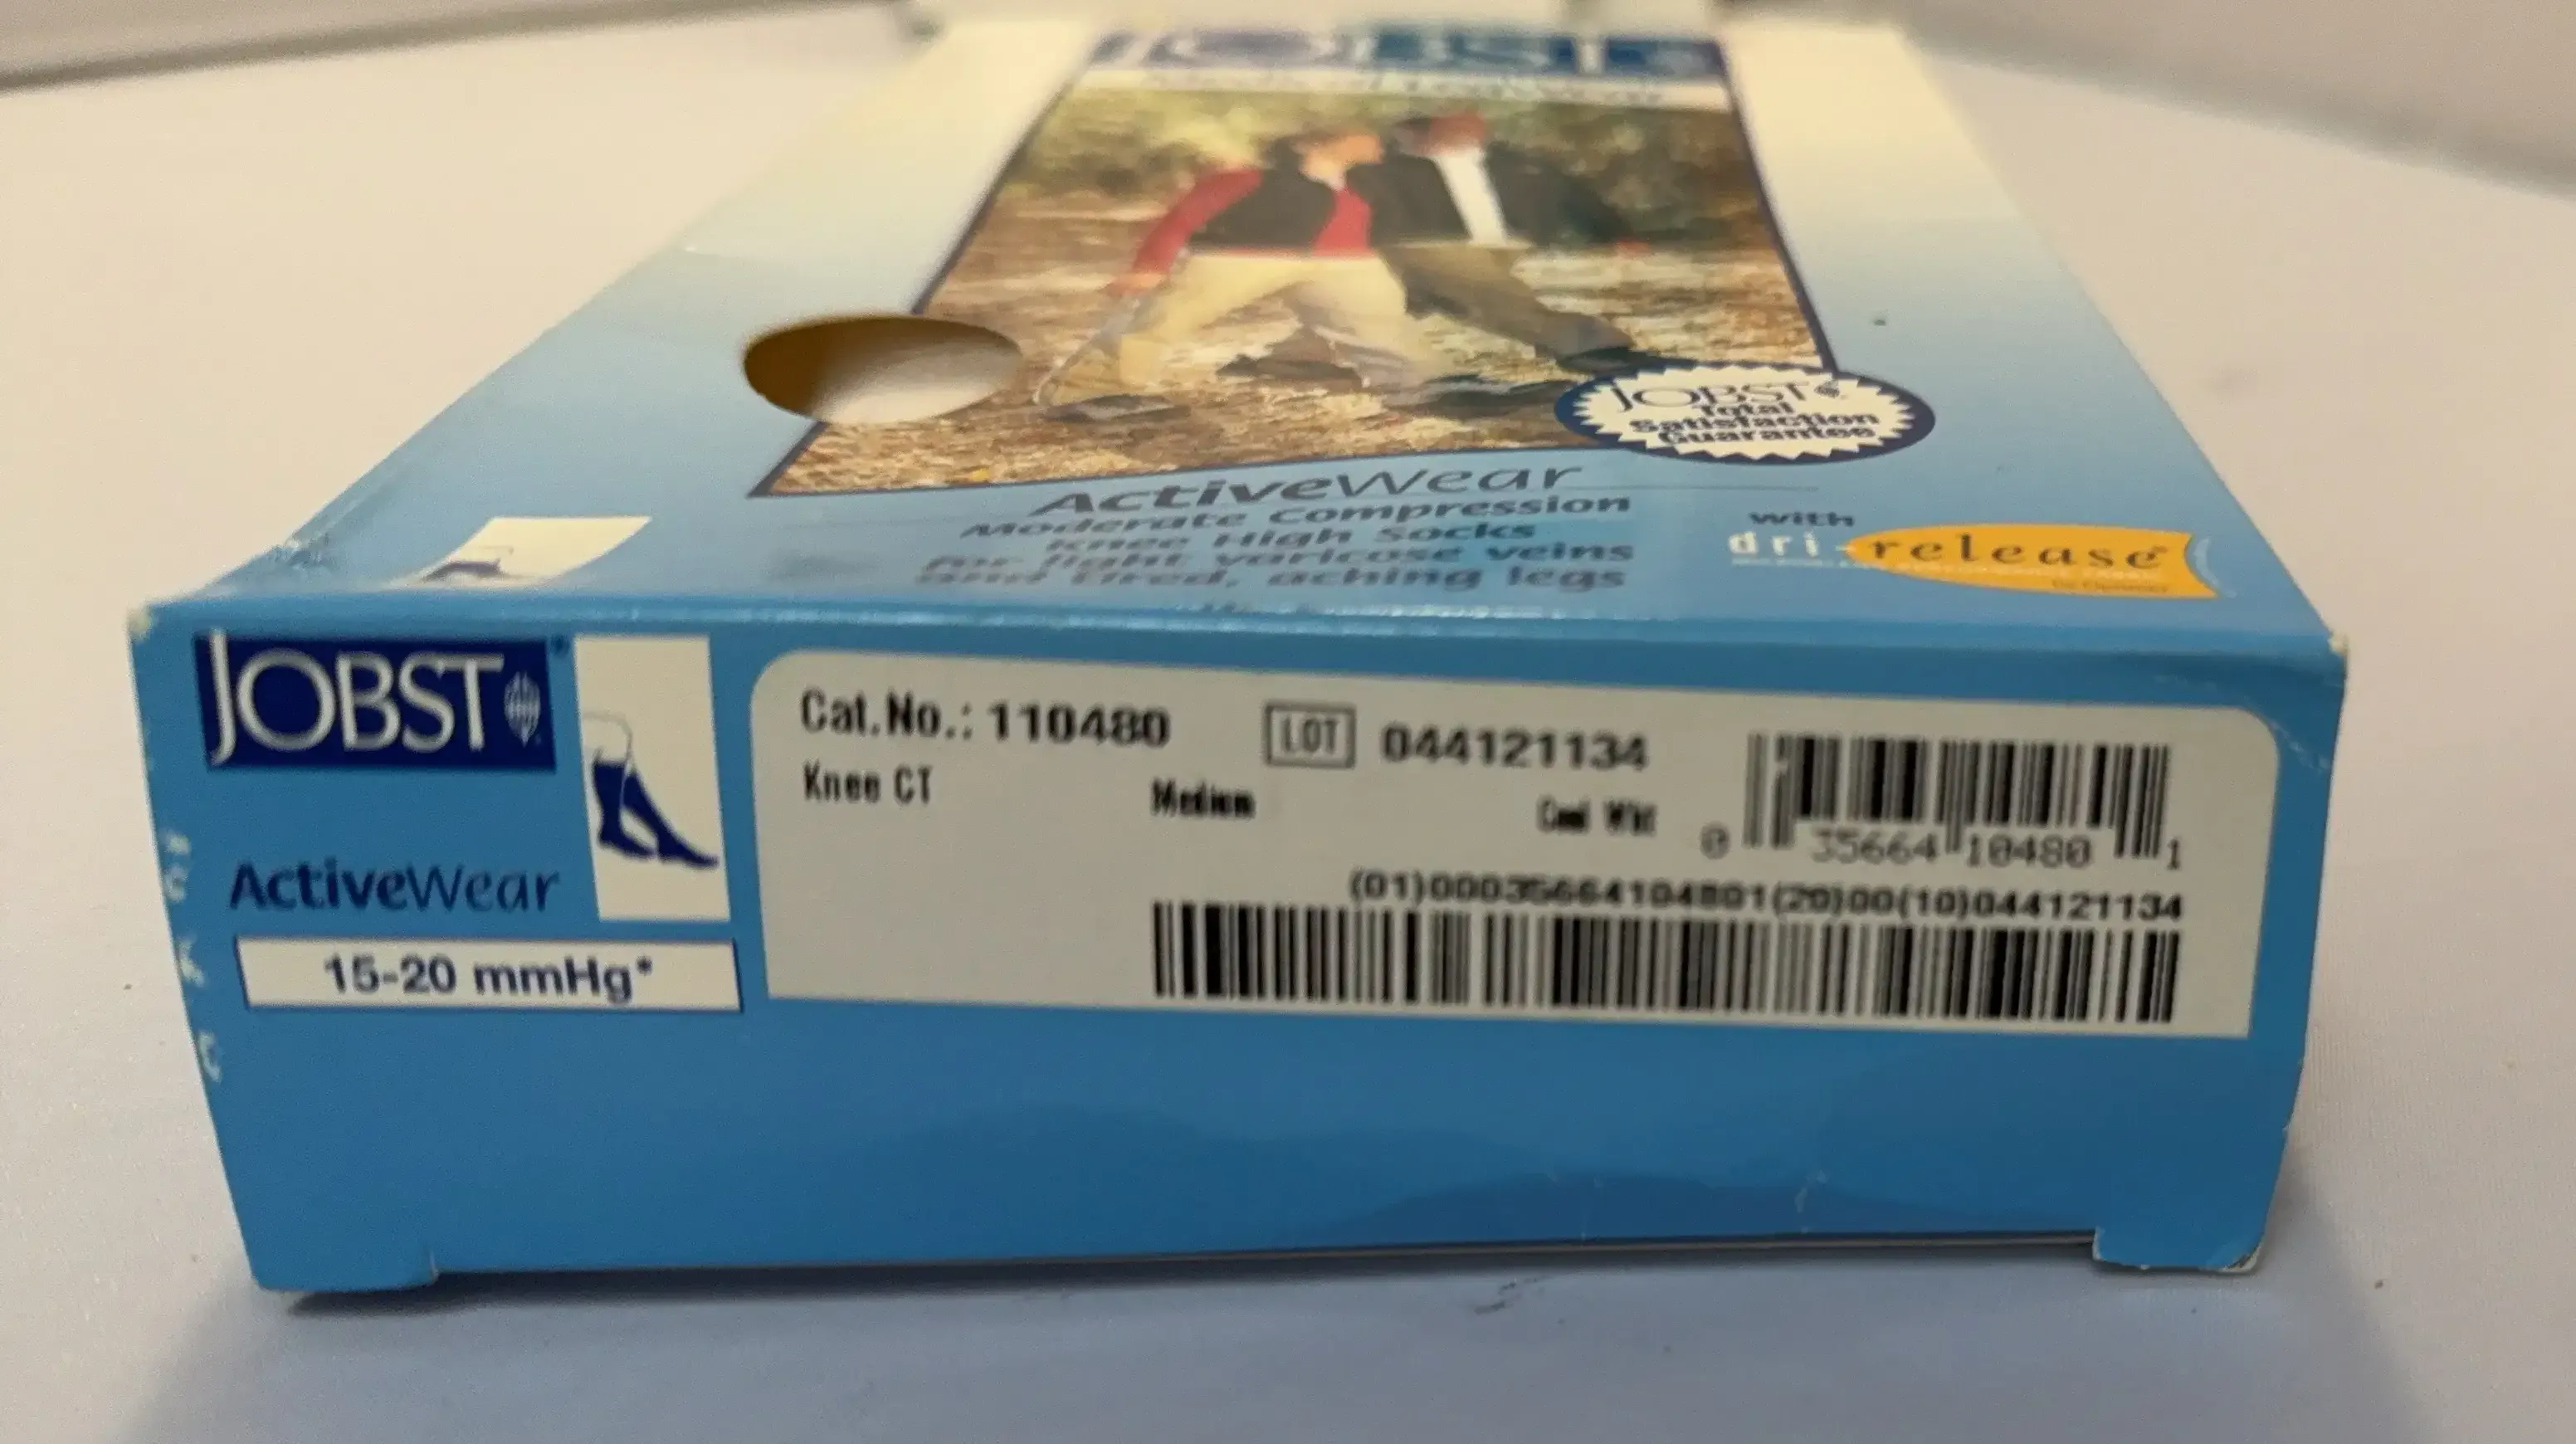 JOBST
JOBST
Total
Satisfaction
Guarantee
ActiveWear
Moderate Compression
Knee High Socks
for light varicose veins
and tired, aching legs
with
dri-release®
JOBST®
ActiveWear
15-20 mmHg*
Cat.No.: 110480
LOT 044121134
Knee CT Medium Cool Wht
0 35664 10480 1
(01)00035664104801(20)00(10)044121134